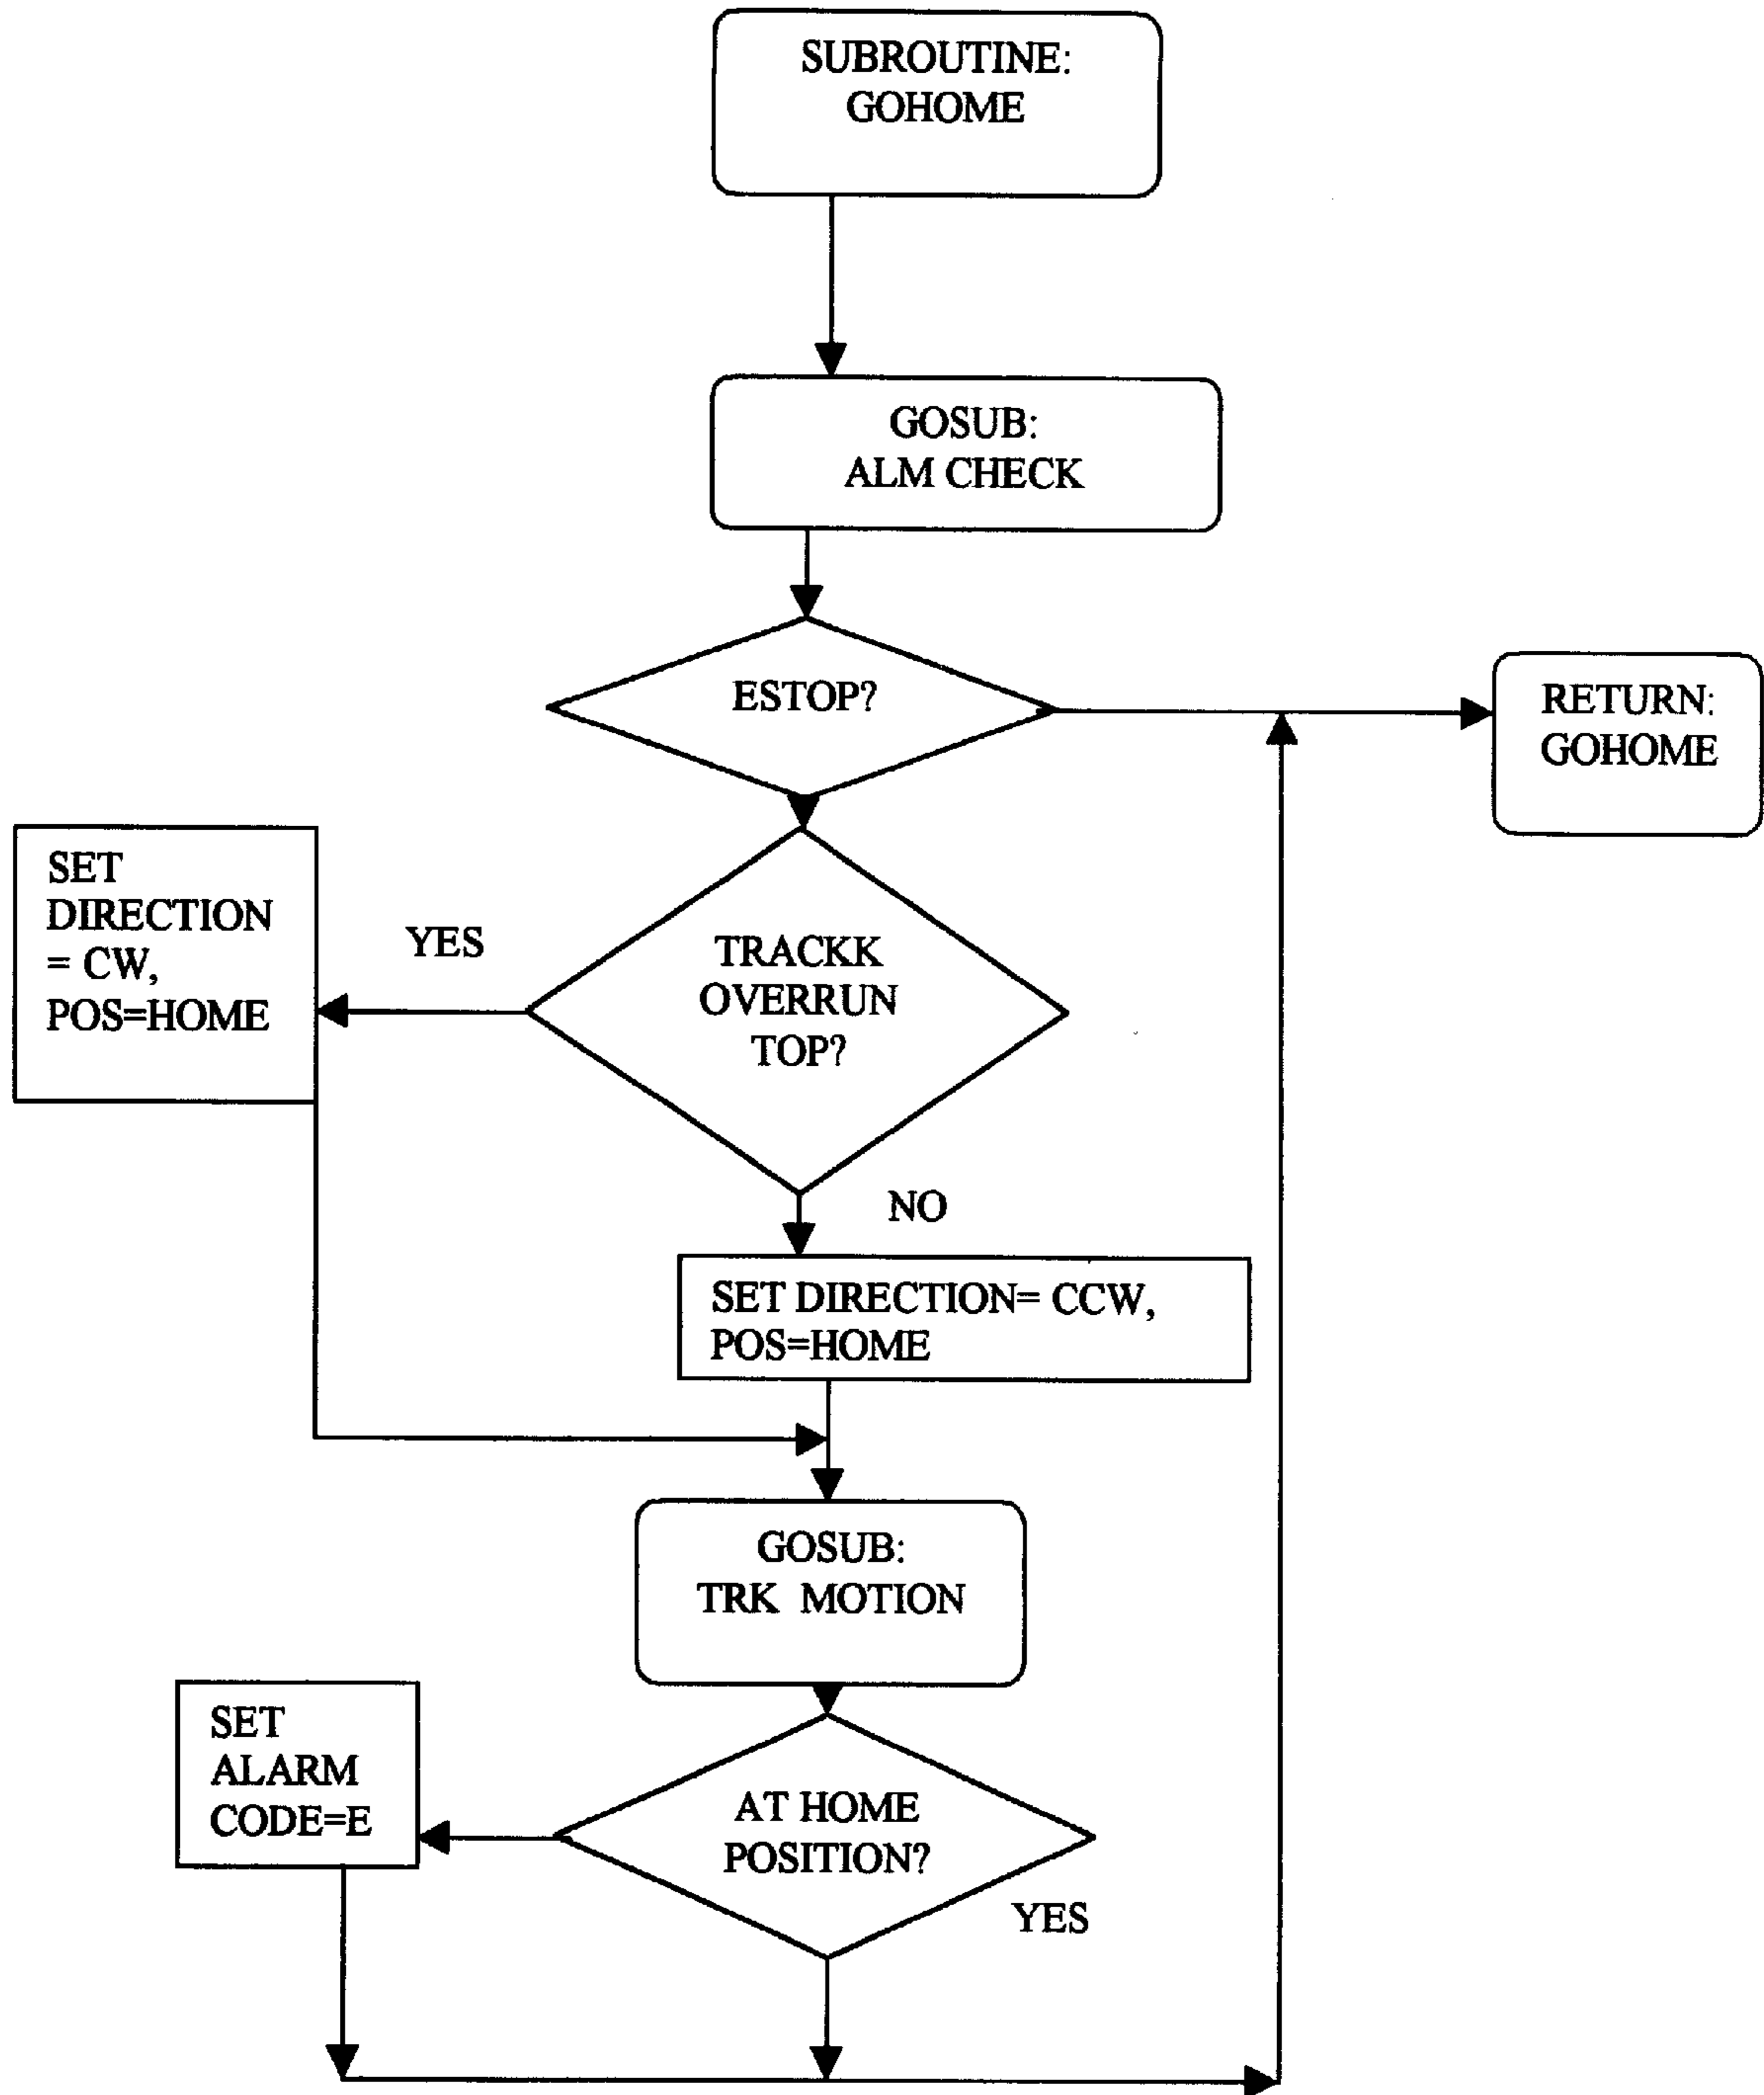 SUBROUTINE:
GOHOME
GOSUB:
ALM CHECK
ESTOP?
RETURN:
GOHOME
SET
DIRECTION
= CW,
POS=HOME
YES
TRACKK
OVERRUN
TOP?
NO
SET DIRECTION= CCW,
POS=HOME
GOSUB:
TRK MOTION
SET
ALARM
CODE=E
AT HOME
POSITION?
YES